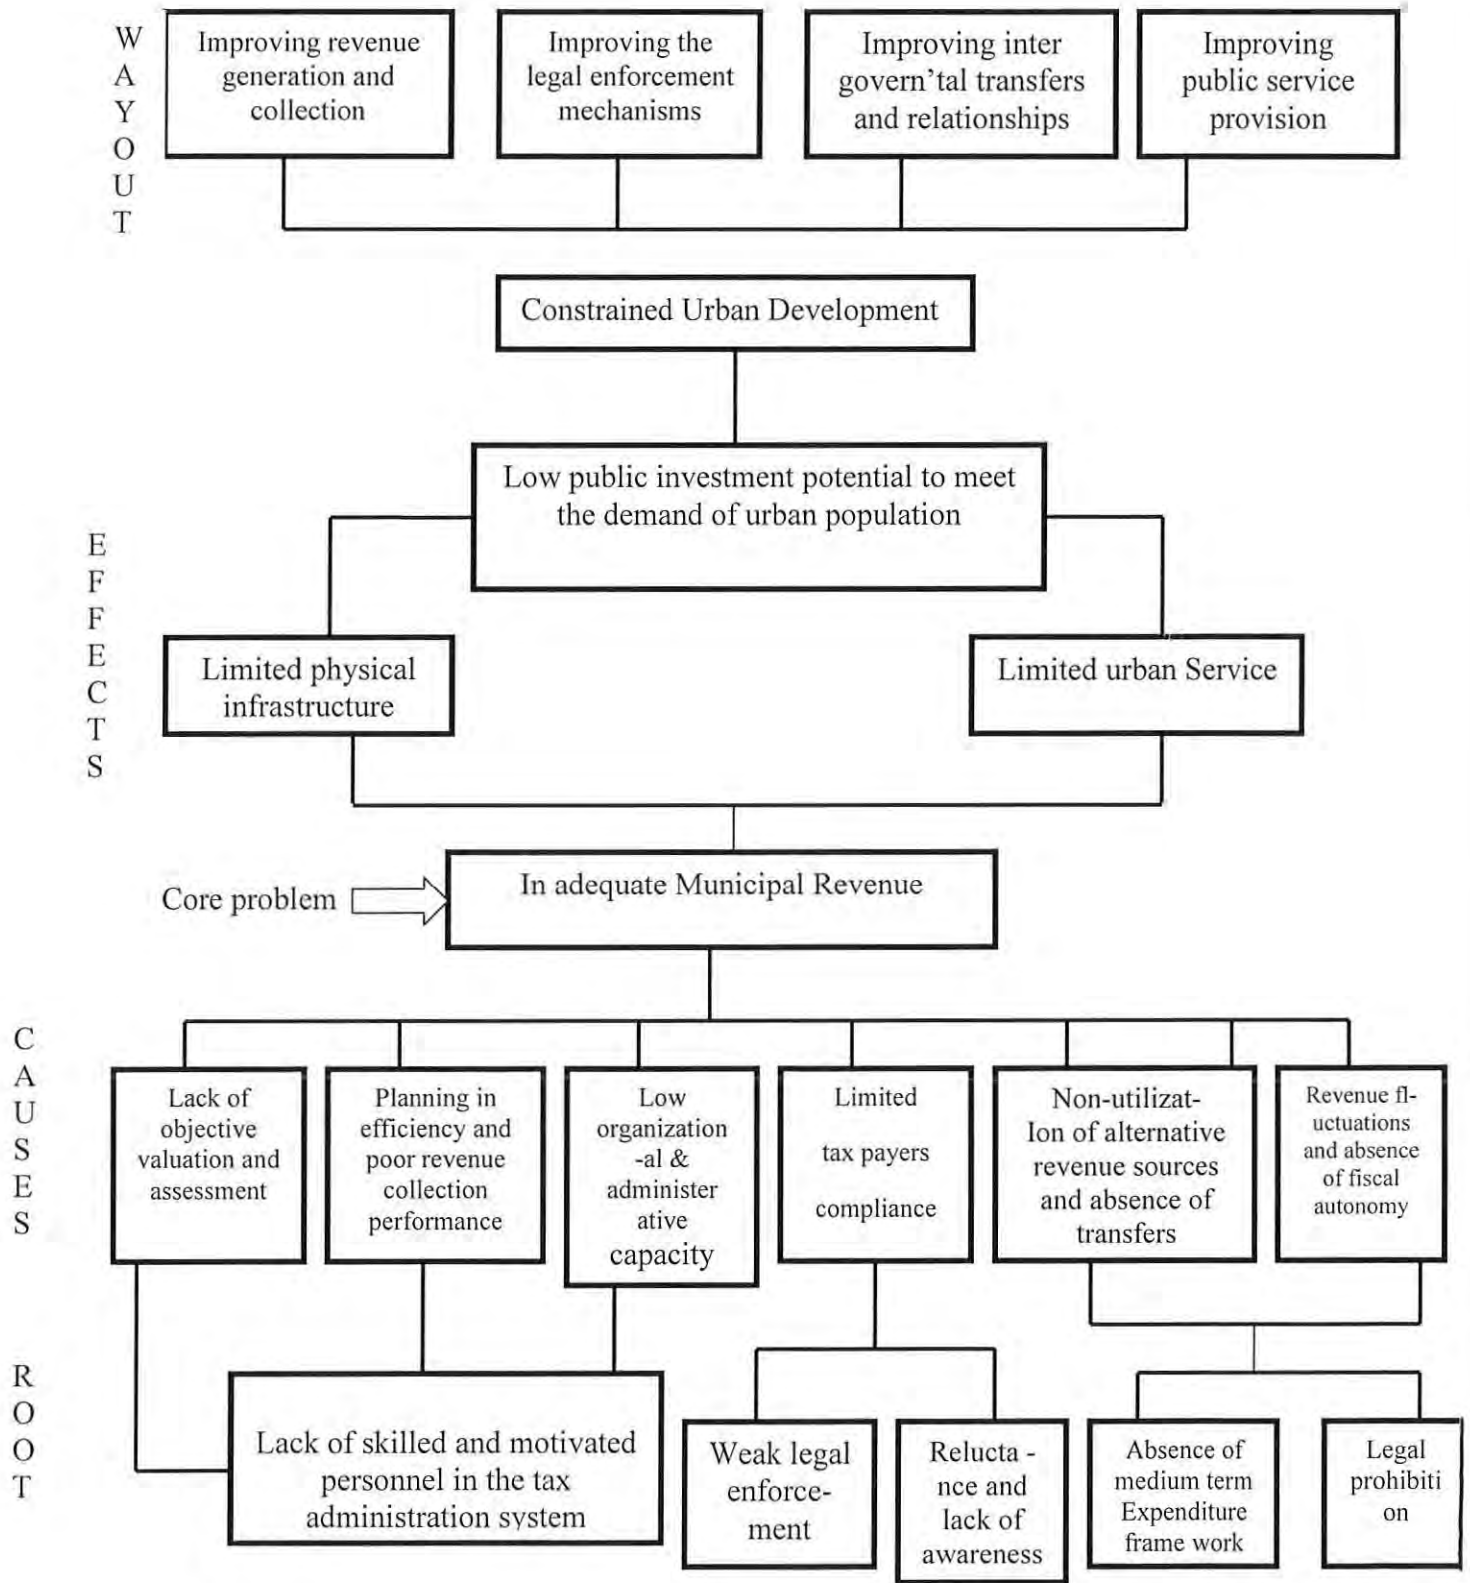 WAYOUT
Improving revenue
generation and
collection
Improving the
legal enforcement
mechanisms
Improving inter
govern'tal transfers
and relationships
Improving
public service
provision
Constrained Urban Development
EFFECTS
Low public investment potential to meet
the demand of urban population
Limited physical
infrastructure
Limited urban Service
Core problem
In adequate Municipal Revenue
CAUSES
Lack of
objective
valuation and
assessment
Planning in
efficiency and
poor revenue
collection
performance
Low
organization
-al &
administer
ative
capacity
Limited
tax payers
compliance
Non-utilizat-
Ion of alternative
revenue sources
and absence of
transfers
Revenue fl-
uctuations
and absence
of fiscal
autonomy
ROOT
Lack of skilled and motivated
personnel in the tax
administration system
Weak legal
enforce-
ment
Relucta -
nce and
lack of
awareness
Absence of
medium term
Expenditure
frame work
Legal
prohibiti
on